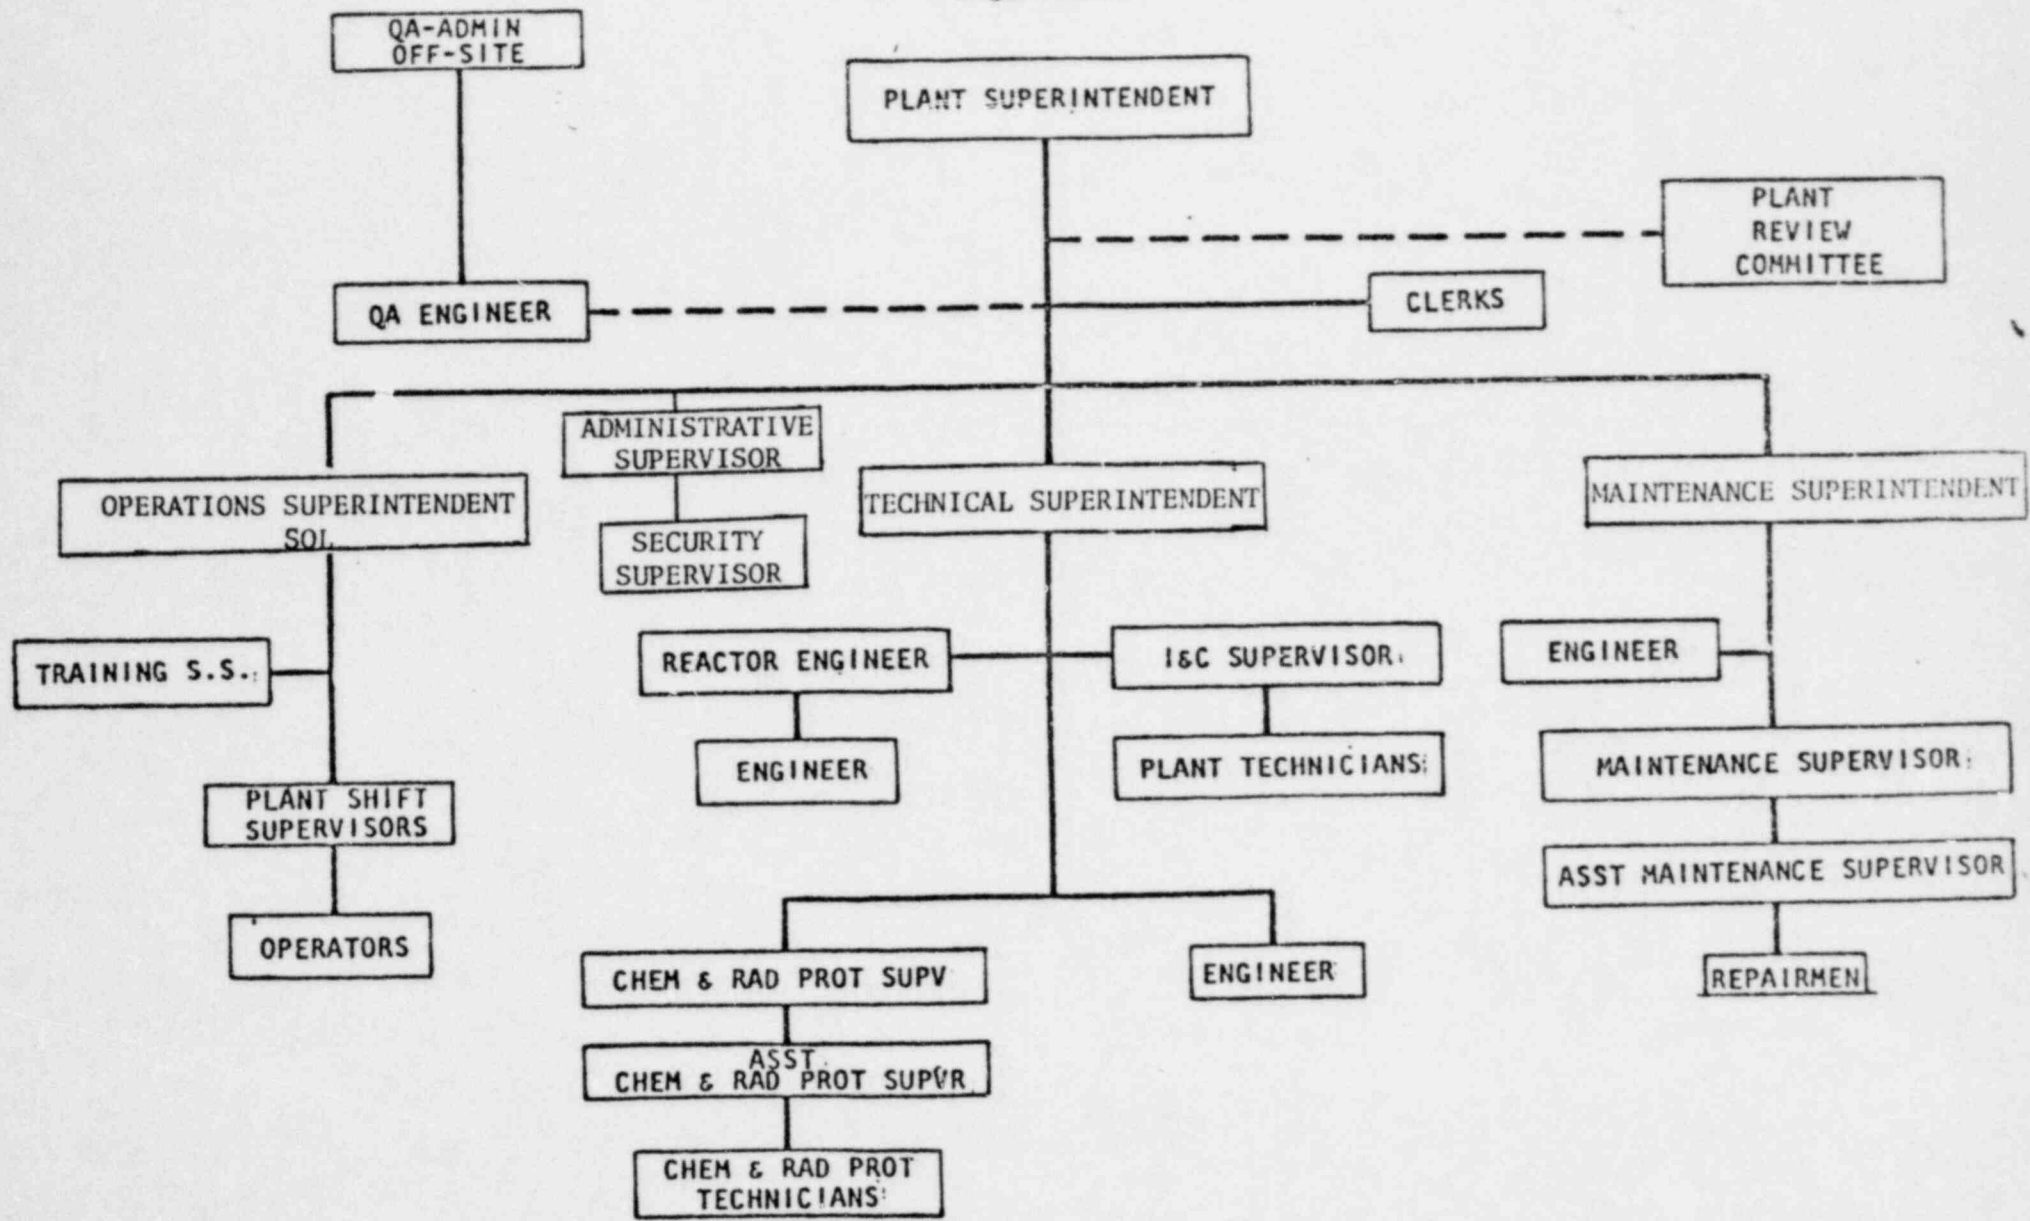 QA-ADMIN
OFF-SITE
PLANT SUPERINTENDENT
PLANT
REVIEW
COMMITTEE
QA ENGINEER
CLERKS
ADMINISTRATIVE
SUPERVISOR
OPERATIONS SUPERINTENDENT
SOL
TECHNICAL SUPERINTENDENT
MAINTENANCE SUPERINTENDENT
SECURITY
SUPERVISOR
TRAINING S.S.
REACTOR ENGINEER
I&C SUPERVISOR
ENGINEER
ENGINEER
PLANT TECHNICIANS
MAINTENANCE SUPERVISOR
PLANT SHIFT
SUPERVISORS
ASST MAINTENANCE SUPERVISOR
OPERATORS
CHEM & RAD PROT SUPV
ENGINEER
REPAIRMEN
ASST.
CHEM & RAD PROT SUPVR
CHEM & RAD PROT
TECHNICIANS